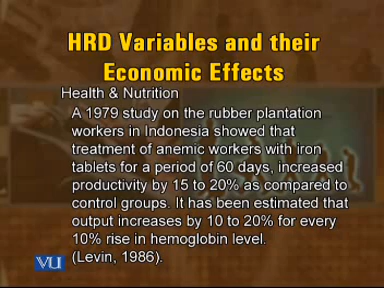 HRD Variables and their
Economic Effects
Health & Nutrition
A 1979 study on the rubber plantation
workers in Indonesia showed that
treatment of anemic workers with iron
tablets for a period of 60 days, increased
productivity by 15 to 20% as compared to
control groups. It has been estimated that
output increases by 10 to 20% for every
10% rise in hemoglobin level.
(Levin, 1986).
VU